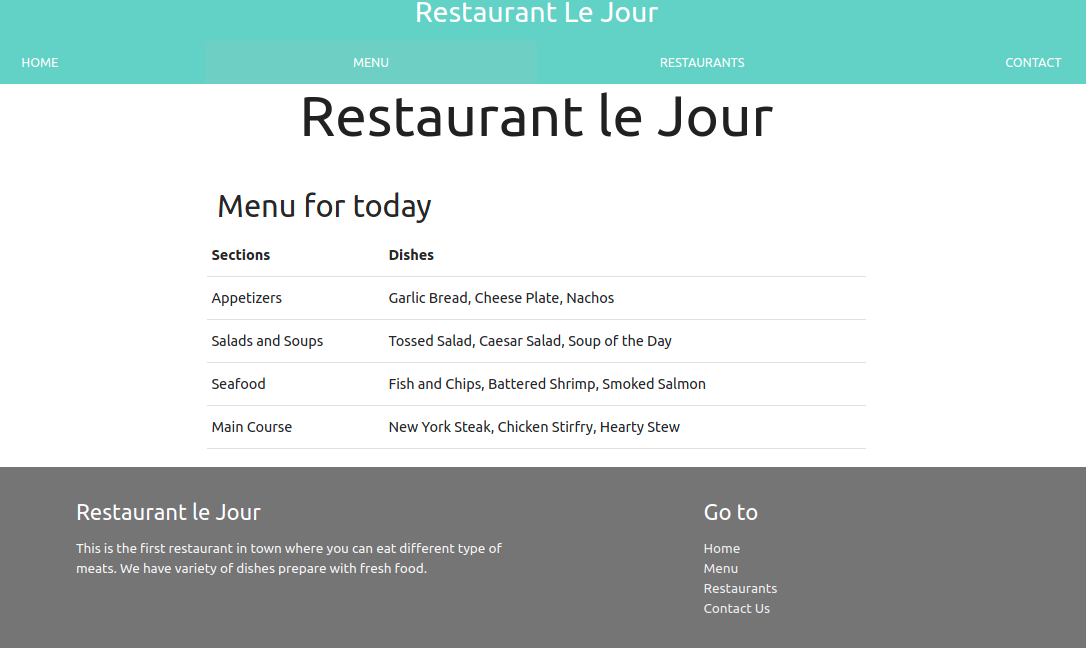 Restaurant Le Jour
HOME MENU RESTAURANTS CONTACT
Restaurant le Jour
Menu for today
Sections Dishes
Appetizers Garlic Bread, Cheese Plate, Nachos
Salads and Soups Tossed Salad, Caesar Salad, Soup of the Day
Seafood Fish and Chips, Battered Shrimp, Smoked Salmon
Main Course New York Steak, Chicken Stirfry, Hearty Stew
Restaurant le Jour
This is the first restaurant in town where you can eat different type of
meats. We have variety of dishes prepare with fresh food.
Go to
Home
Menu
Restaurants
Contact Us